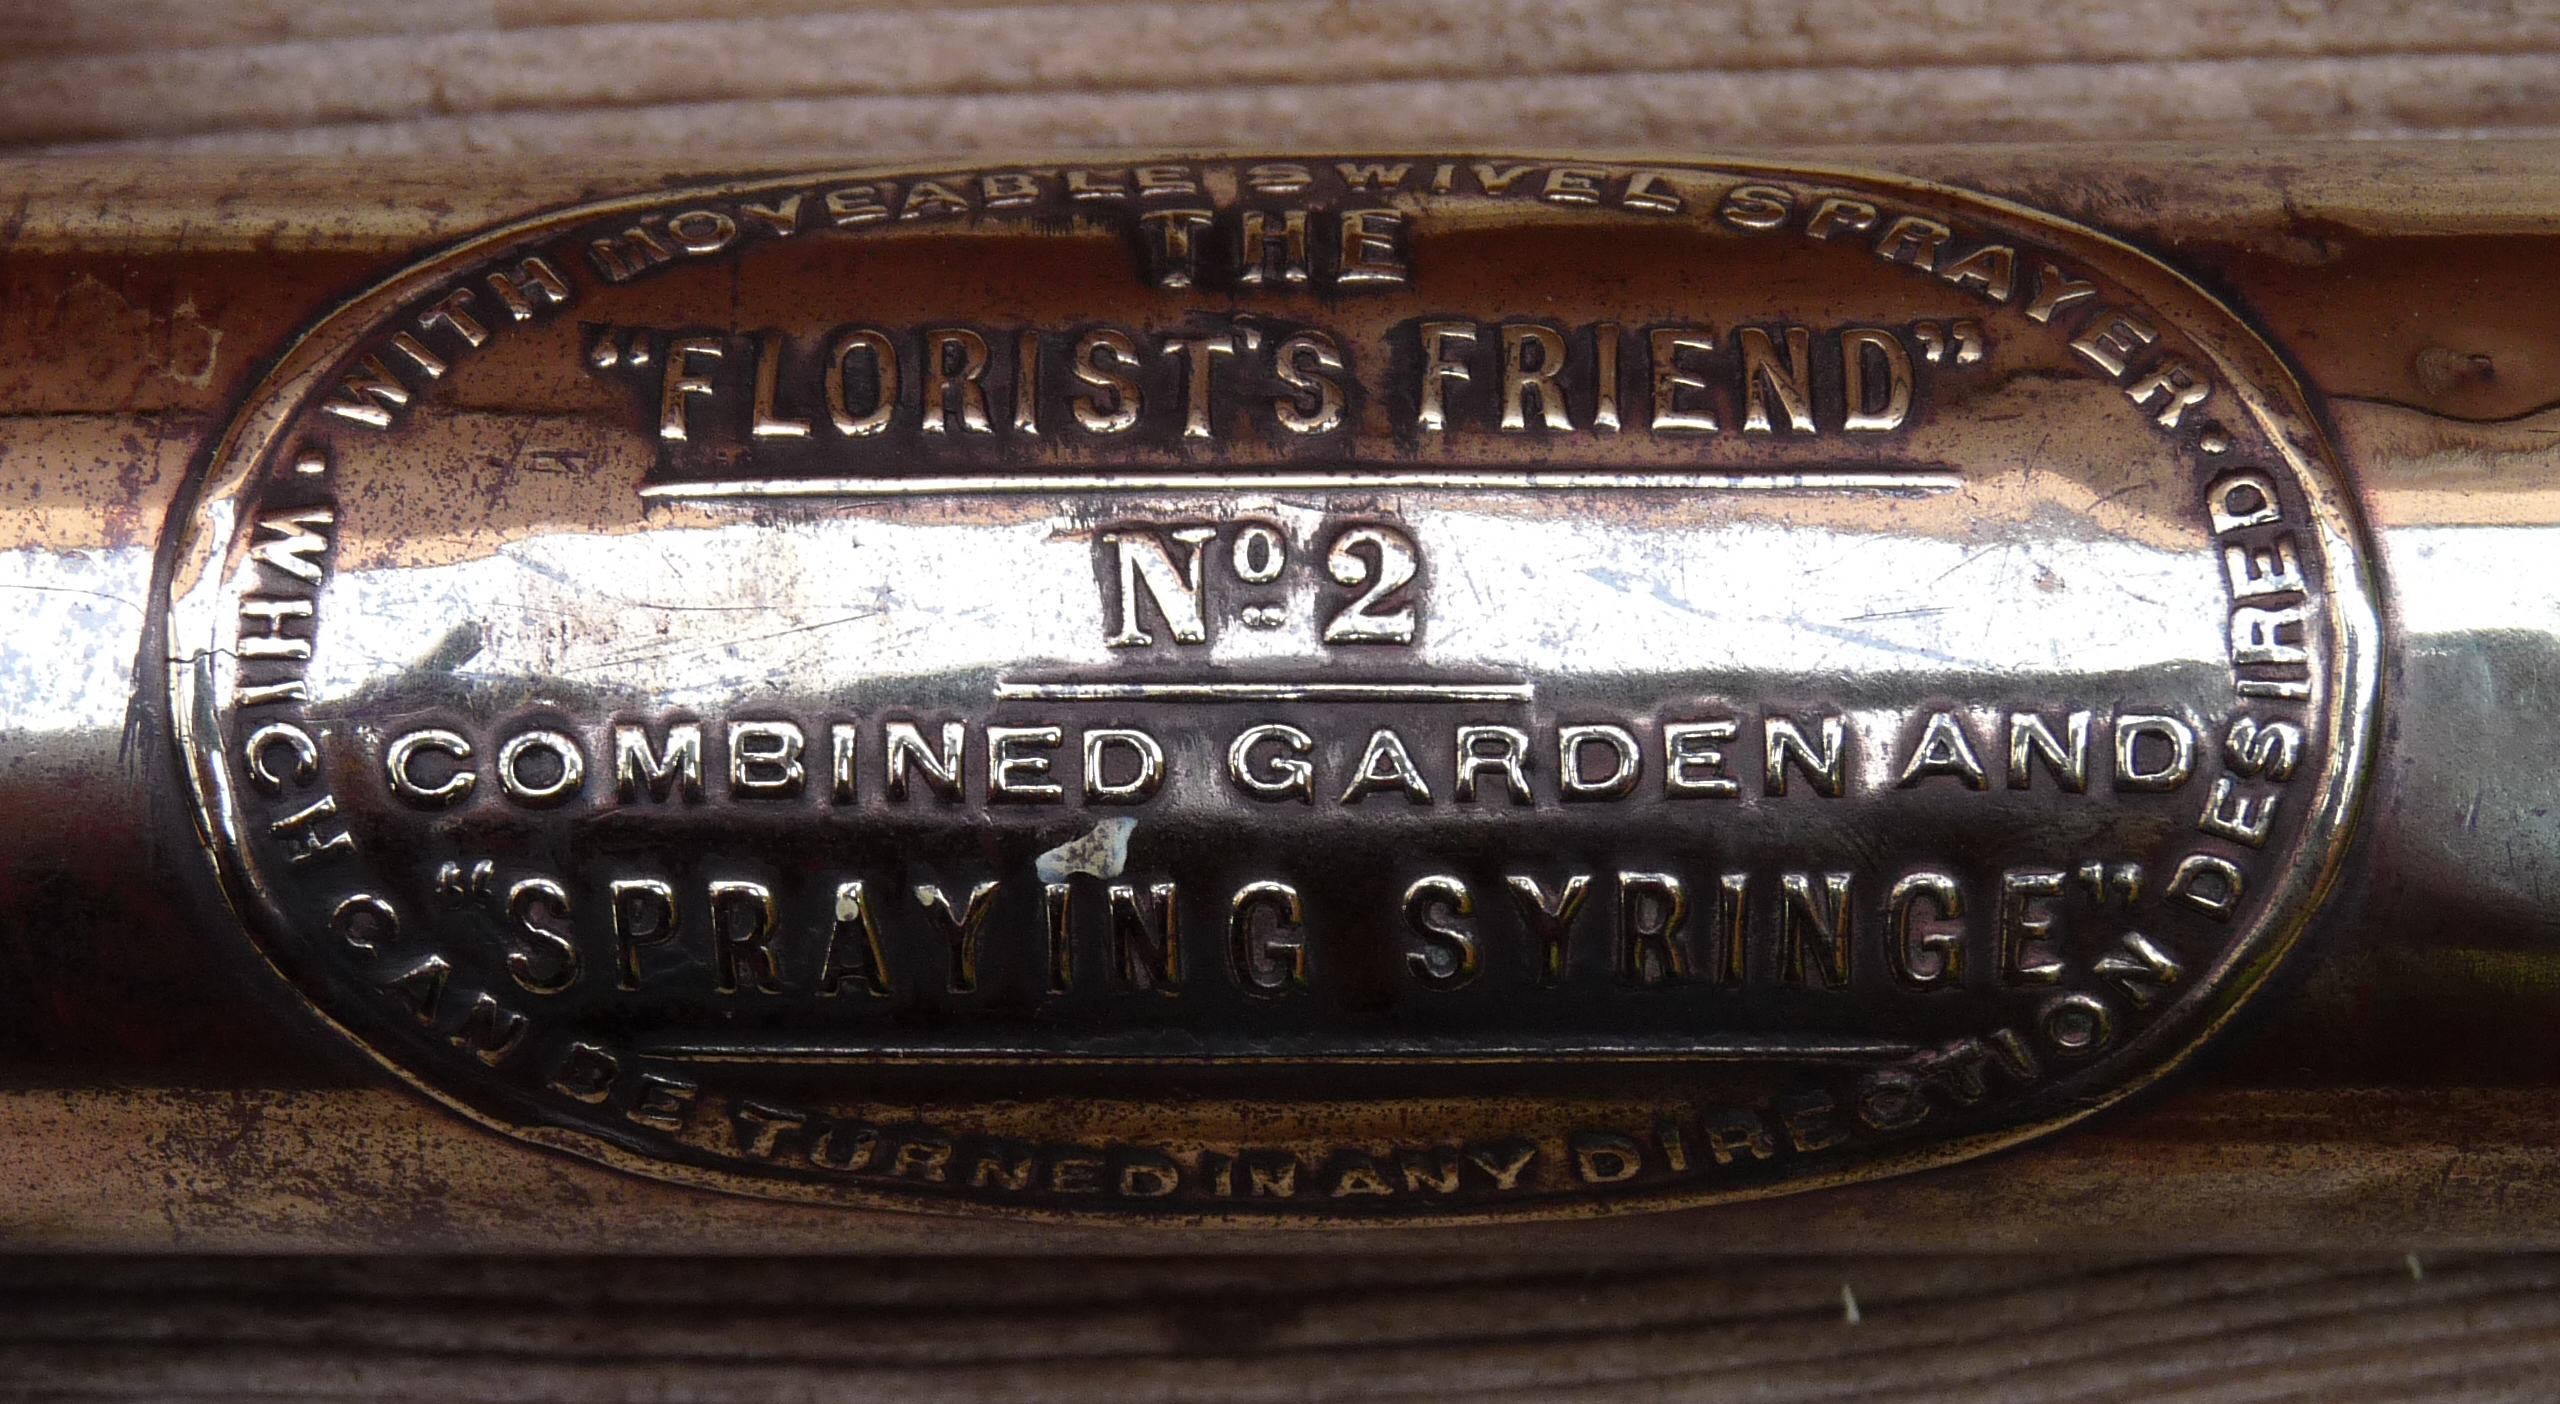 · WITH MOVEABLE SWIVEL SPRAYER ·
THE
“FLORIST'S FRIEND”
No 2
COMBINED GARDEN AND
“SPRAYING SYRINGE”
WHICH CAN BE TURNED IN ANY DIRECTION DESIRED